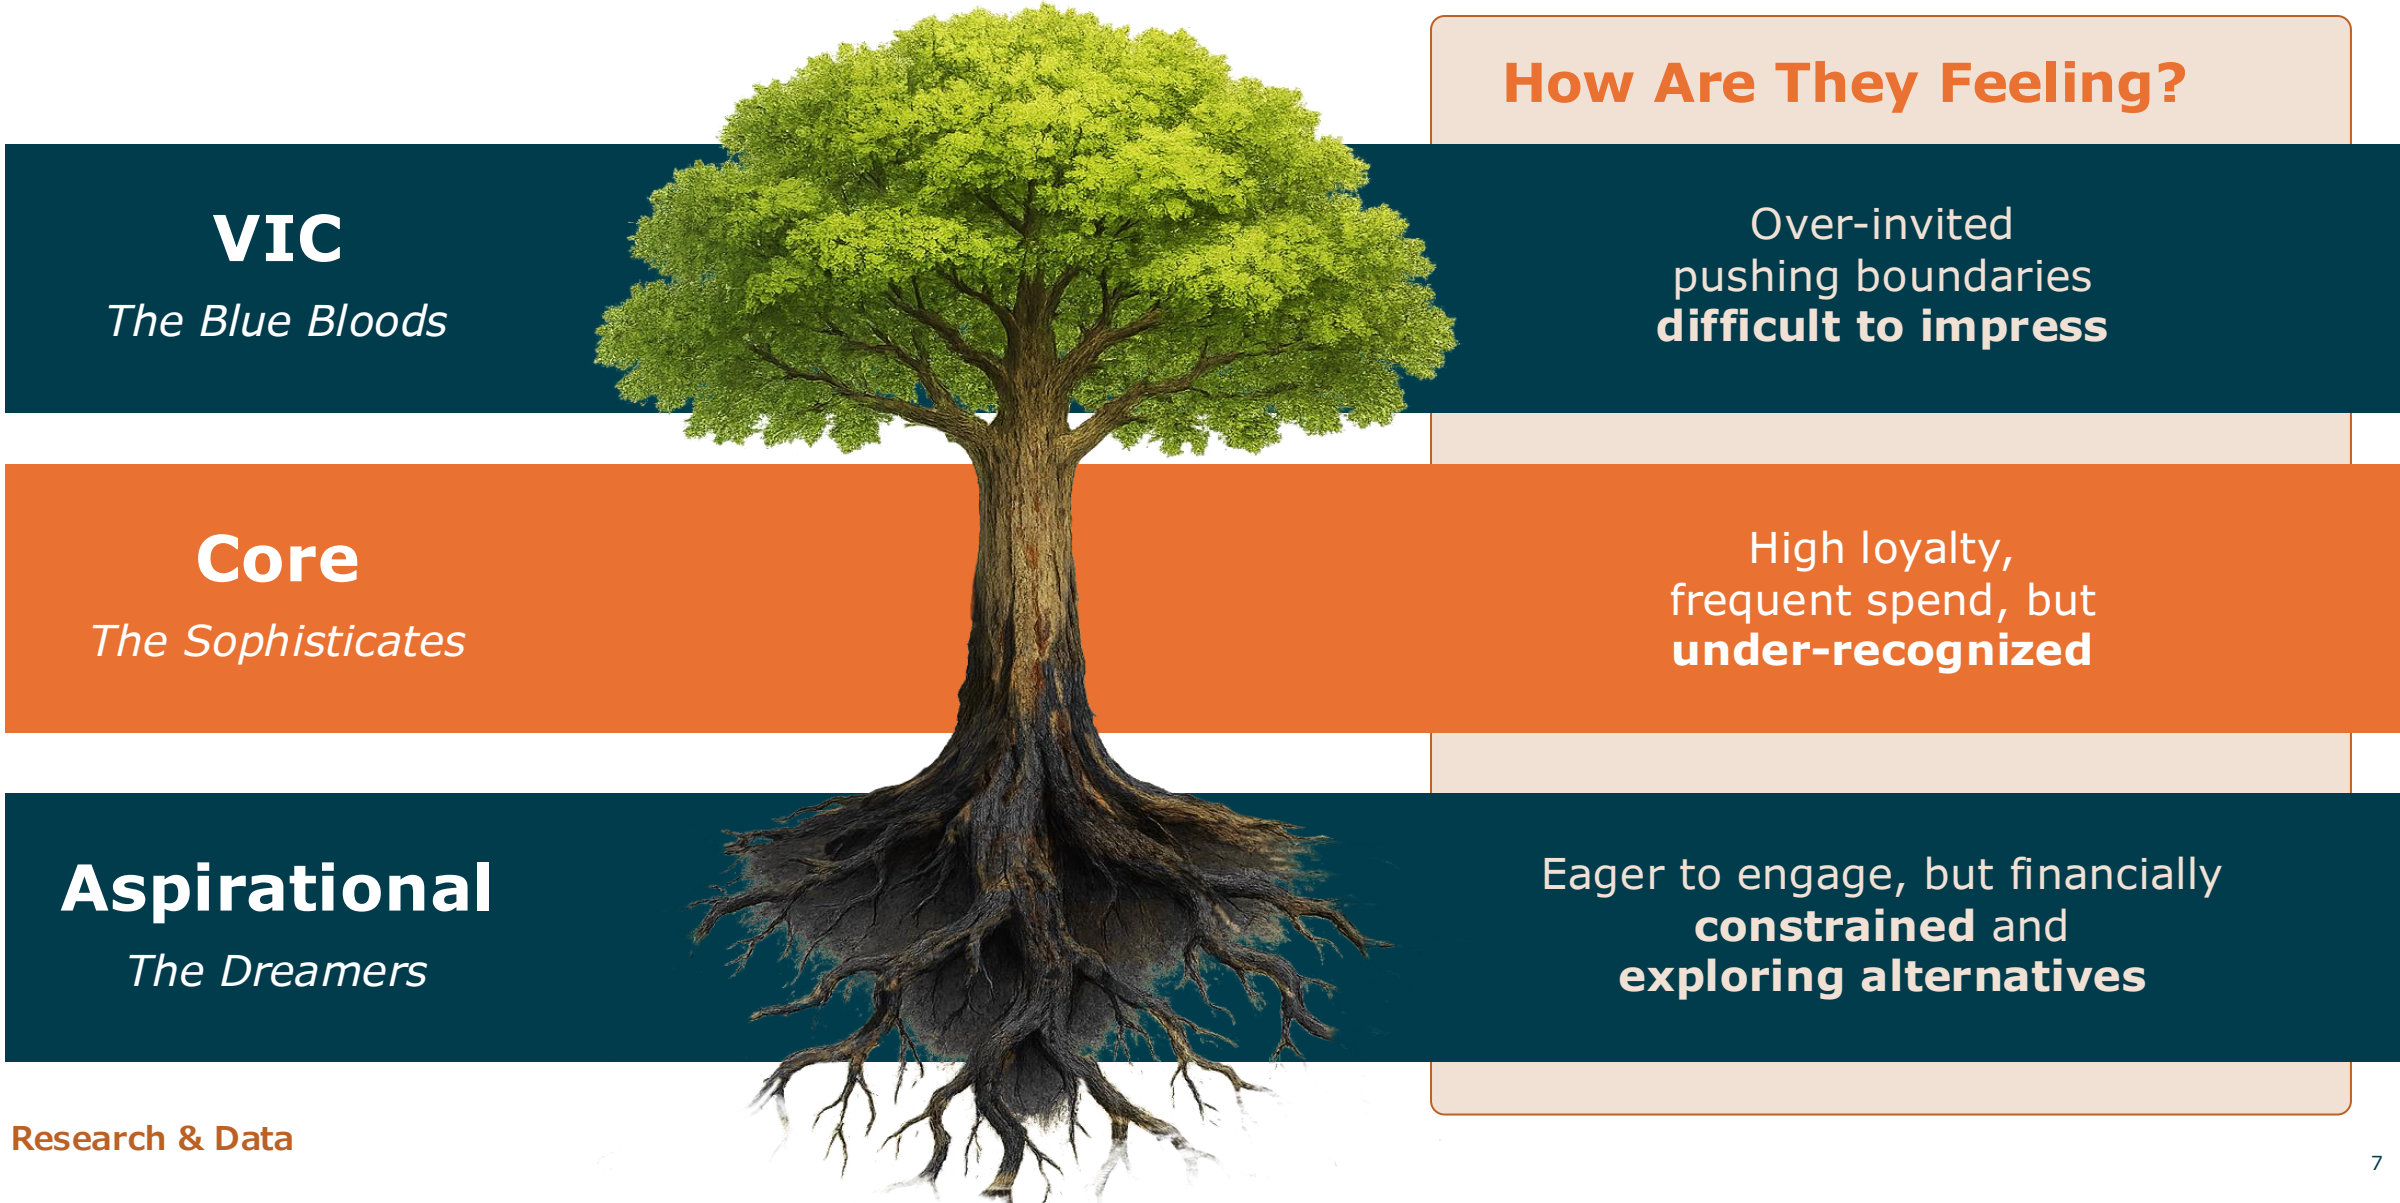 How Are They Feeling?
VIC
The Blue Bloods
Over-invited
pushing boundaries
difficult to impress
Core
The Sophisticates
High loyalty,
frequent spend, but
under-recognized
Aspirational
The Dreamers
Eager to engage, but financially
constrained and
exploring alternatives
Research & Data
7